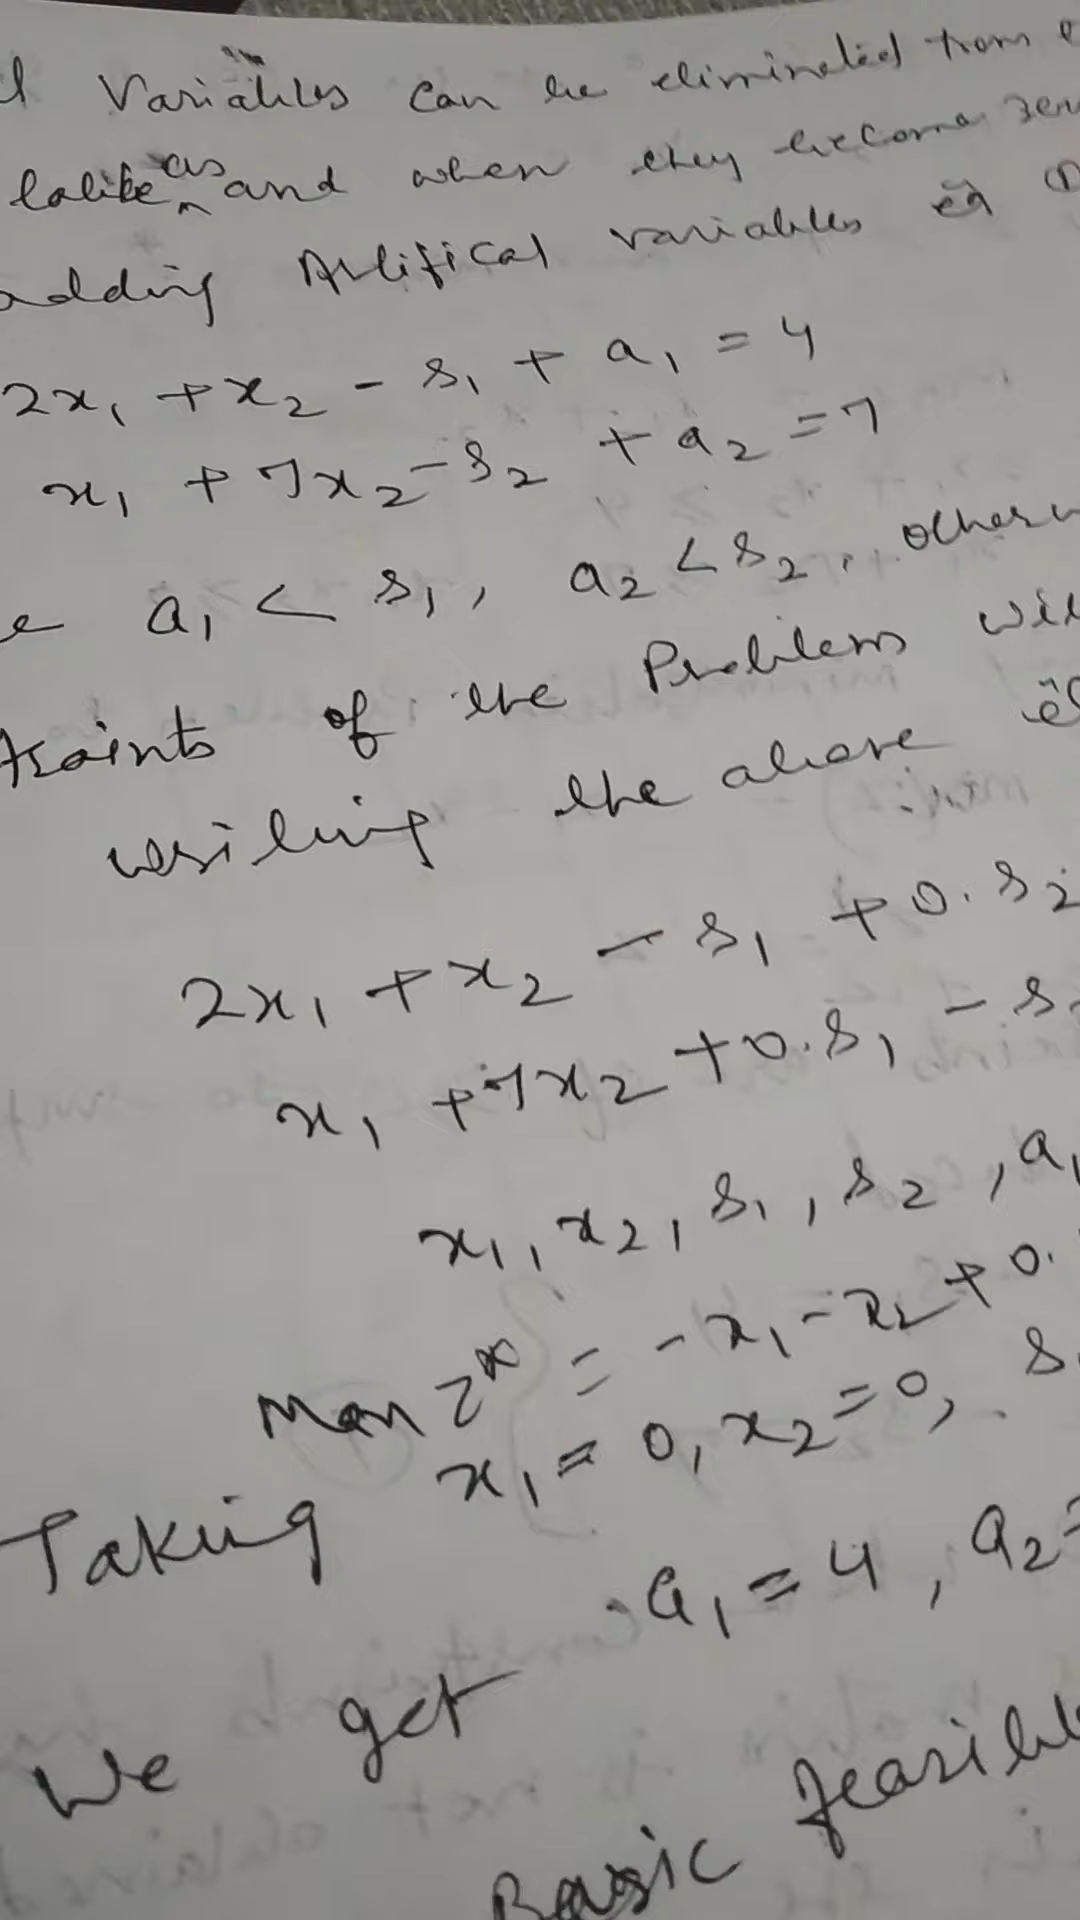 Variables can be eliminated from
as
and when they become
adding Artifical variables
2x₁ + x₂ - s₁ + a₁ = 4
x₁ + 7x₂ - s₂ + a₂ = 7
a₁ < s₁, a₂ < s₂,
of the Problem
writing the above
2x₁ + x₂ - s₁ + 0.s₂
x₁ + 7x₂ + 0.s₁ - s
x₁, x₂, s₁, s₂, a₁
Max Z* = -x₁ - x₂ + 0.
Taking x₁ = 0, x₂ = 0, s
We get a₁ = 4, a₂ =
Basic feasibl